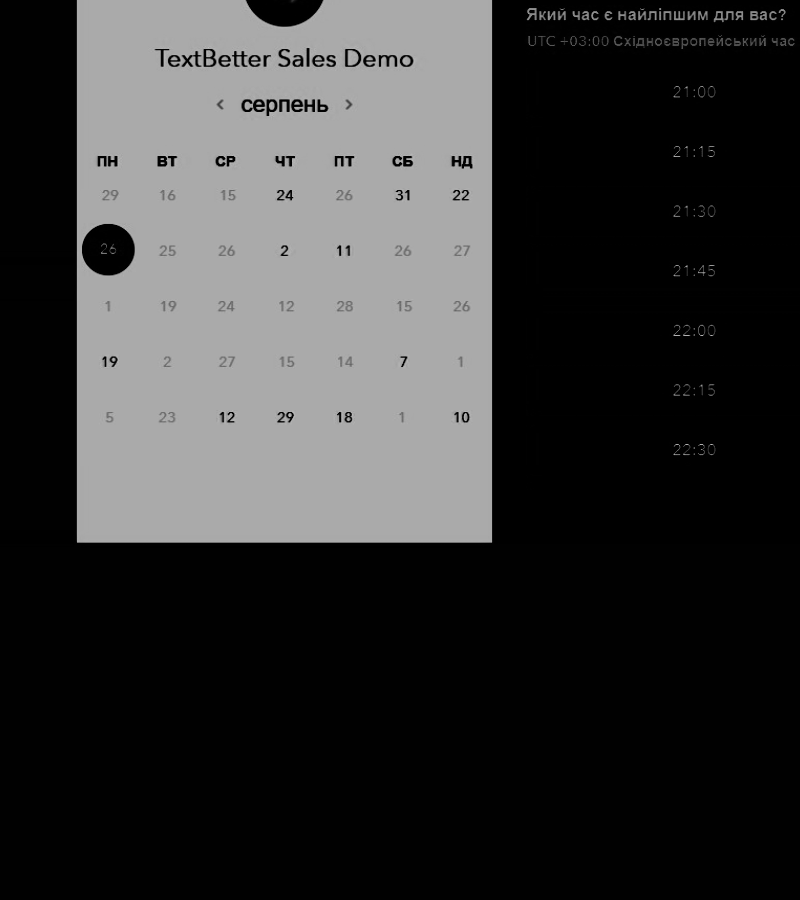 TextBetter Sales Demo
‹ серпень ›
ПН ВТ СР ЧТ ПТ СБ НД
29 16 15 24 26 31 22
26 25 26 2 11 26 27
1 19 24 12 28 15 26
19 2 27 15 14 7 1
5 23 12 29 18 1 10
Який час є найліпшим для вас?
UTC +03:00 Східноєвропейський час
21:00
21:15
21:30
21:45
22:00
22:15
22:30